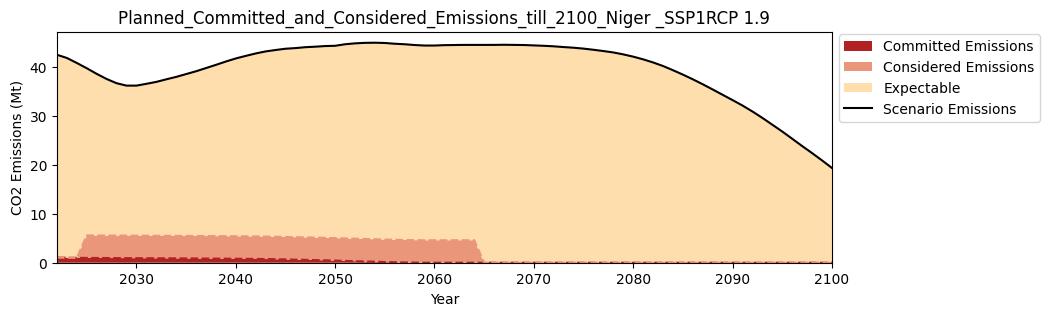 Planned_Committed_and_Considered_Emissions_till_2100_Niger _SSP1RCP 1.9
Committed Emissions
Considered Emissions
Expectable
Scenario Emissions
CO2 Emissions (Mt)
40
30
20
10
0
2030 2040 2050 2060 2070 2080 2090 2100
Year